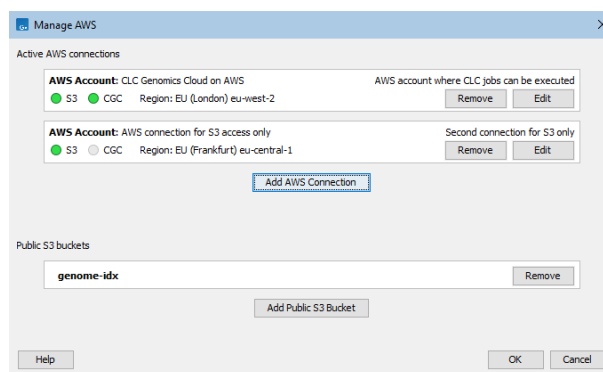 Manage AWS
Active AWS connections
AWS Account: CLC Genomics Cloud on AWS AWS account where CLC jobs can be executed
S3 CGC Region: EU (London) eu-west-2 Remove Edit
AWS Account: AWS connection for S3 access only Second connection for S3 only
S3 CGC Region: EU (Frankfurt) eu-central-1 Remove Edit
Add AWS Connection
Public S3 buckets
genome-idx Remove
Add Public S3 Bucket
Help OK Cancel